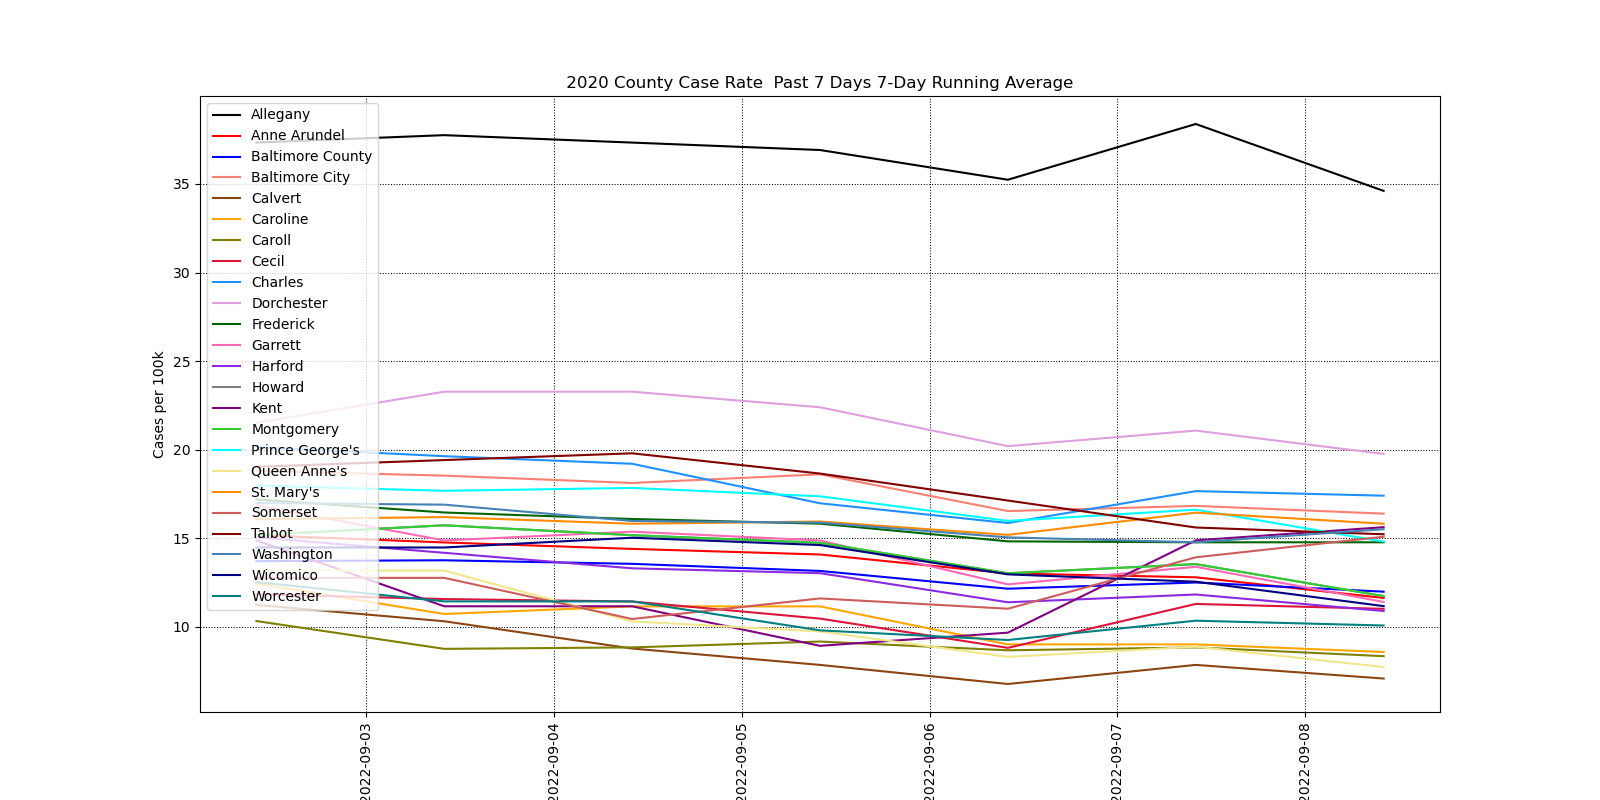 2020 County Case Rate  Past 7 Days 7-Day Running Average
Cases per 100k
35
30
25
20
15
10
Allegany
Anne Arundel
Baltimore County
Baltimore City
Calvert
Caroline
Caroll
Cecil
Charles
Dorchester
Frederick
Garrett
Harford
Howard
Kent
Montgomery
Prince George's
Queen Anne's
St. Mary's
Somerset
Talbot
Washington
Wicomico
Worcester
2022-09-03
2022-09-04
2022-09-05
2022-09-06
2022-09-07
2022-09-08